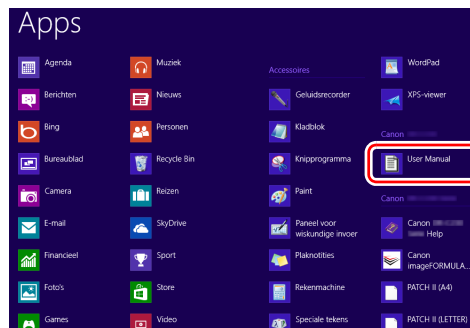 Apps
Agenda
Berichten
Bing
Bureaublad
Camera
E-mail
Financieel
Foto's
Games
Muziek
Nieuws
Personen
Recycle Bin
Reizen
SkyDrive
Sport
Store
Video
Accessoires
Geluidsrecorder
Kladblok
Knipprogramma
Paint
Paneel voor
wiskundige invoer
Plaknotities
Rekenmachine
Speciale tekens
WordPad
XPS-viewer
Canon
User Manual
Canon
Canon
Help
Canon
imageFORMULA...
PATCH II (A4)
PATCH II (LETTER)